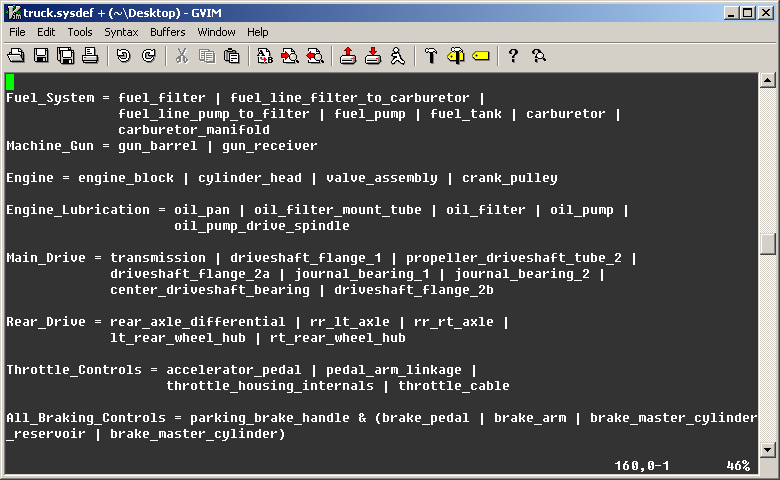 truck.sysdef + (~\Desktop) - GVIM
File Edit Tools Syntax Buffers Window Help
Fuel_System = fuel_filter | fuel_line_filter_to_carburetor |
fuel_line_pump_to_filter | fuel_pump | fuel_tank | carburetor |
carburetor_manifold
Machine_Gun = gun_barrel | gun_receiver
Engine = engine_block | cylinder_head | valve_assembly | crank_pulley
Engine_Lubrication = oil_pan | oil_filter_mount_tube | oil_filter | oil_pump |
oil_pump_drive_spindle
Main_Drive = transmission | driveshaft_flange_1 | propeller_driveshaft_tube_2 |
driveshaft_flange_2a | journal_bearing_1 | journal_bearing_2 |
center_driveshaft_bearing | driveshaft_flange_2b
Rear_Drive = rear_axle_differential | rr_lt_axle | rr_rt_axle |
lt_rear_wheel_hub | rt_rear_wheel_hub
Throttle_Controls = accelerator_pedal | pedal_arm_linkage |
throttle_housing_internals | throttle_cable
All_Braking_Controls = parking_brake_handle & (brake_pedal | brake_arm | brake_master_cylinder
_reservoir | brake_master_cylinder)
160,0-1 46%